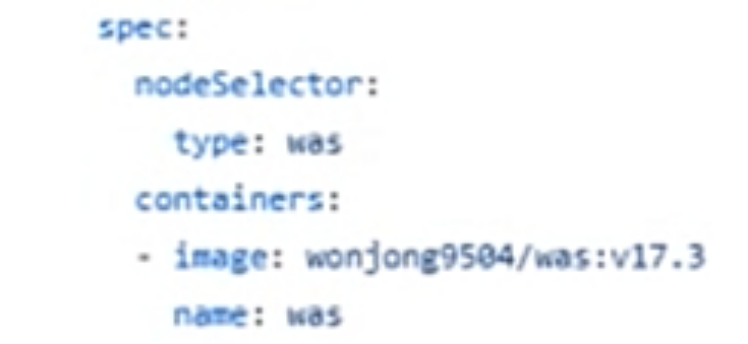 spec:
  nodeSelector:
    type: was
  containers:
  - image: wonjong9504/was:v17.3
    name: was